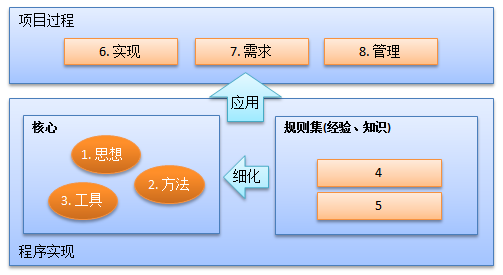 项目过程
6. 实现
7. 需求
8. 管理
应用
核心
规则集(经验、知识)
1. 思想
2. 方法
3. 工具
细化
4
5
程序实现